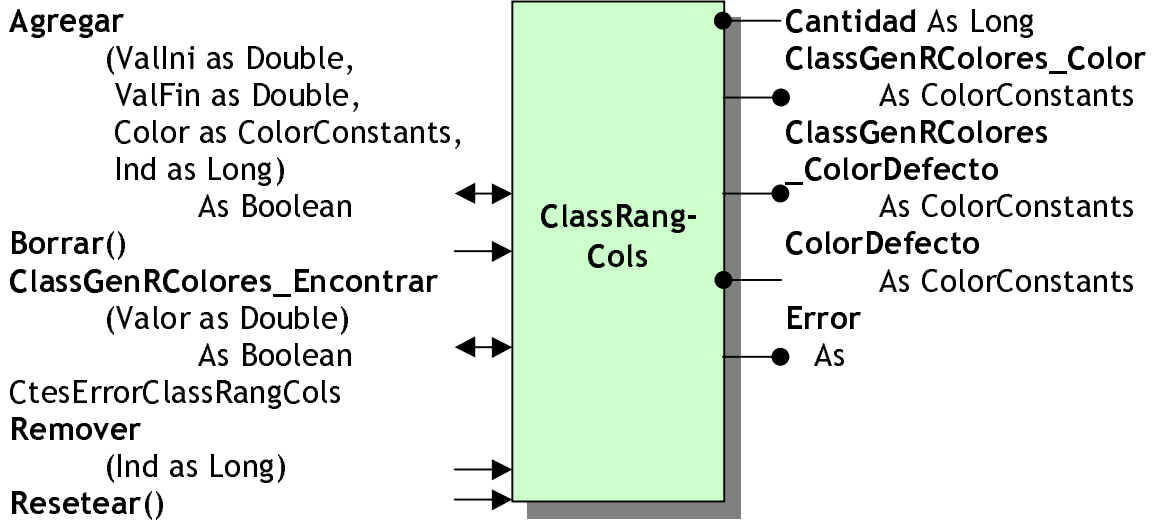 Agregar
(ValIni as Double,
ValFin as Double,
Color as ColorConstants,
Ind as Long)
As Boolean
Borrar()
ClassGenRColores_Encontrar
(Valor as Double)
As Boolean
CtesErrorClassRangCols
Remover
(Ind as Long)
Resetear()
ClassRang-
Cols
Cantidad As Long
ClassGenRColores_Color
As ColorConstants
ClassGenRColores
_ColorDefecto
As ColorConstants
ColorDefecto
As ColorConstants
Error
As